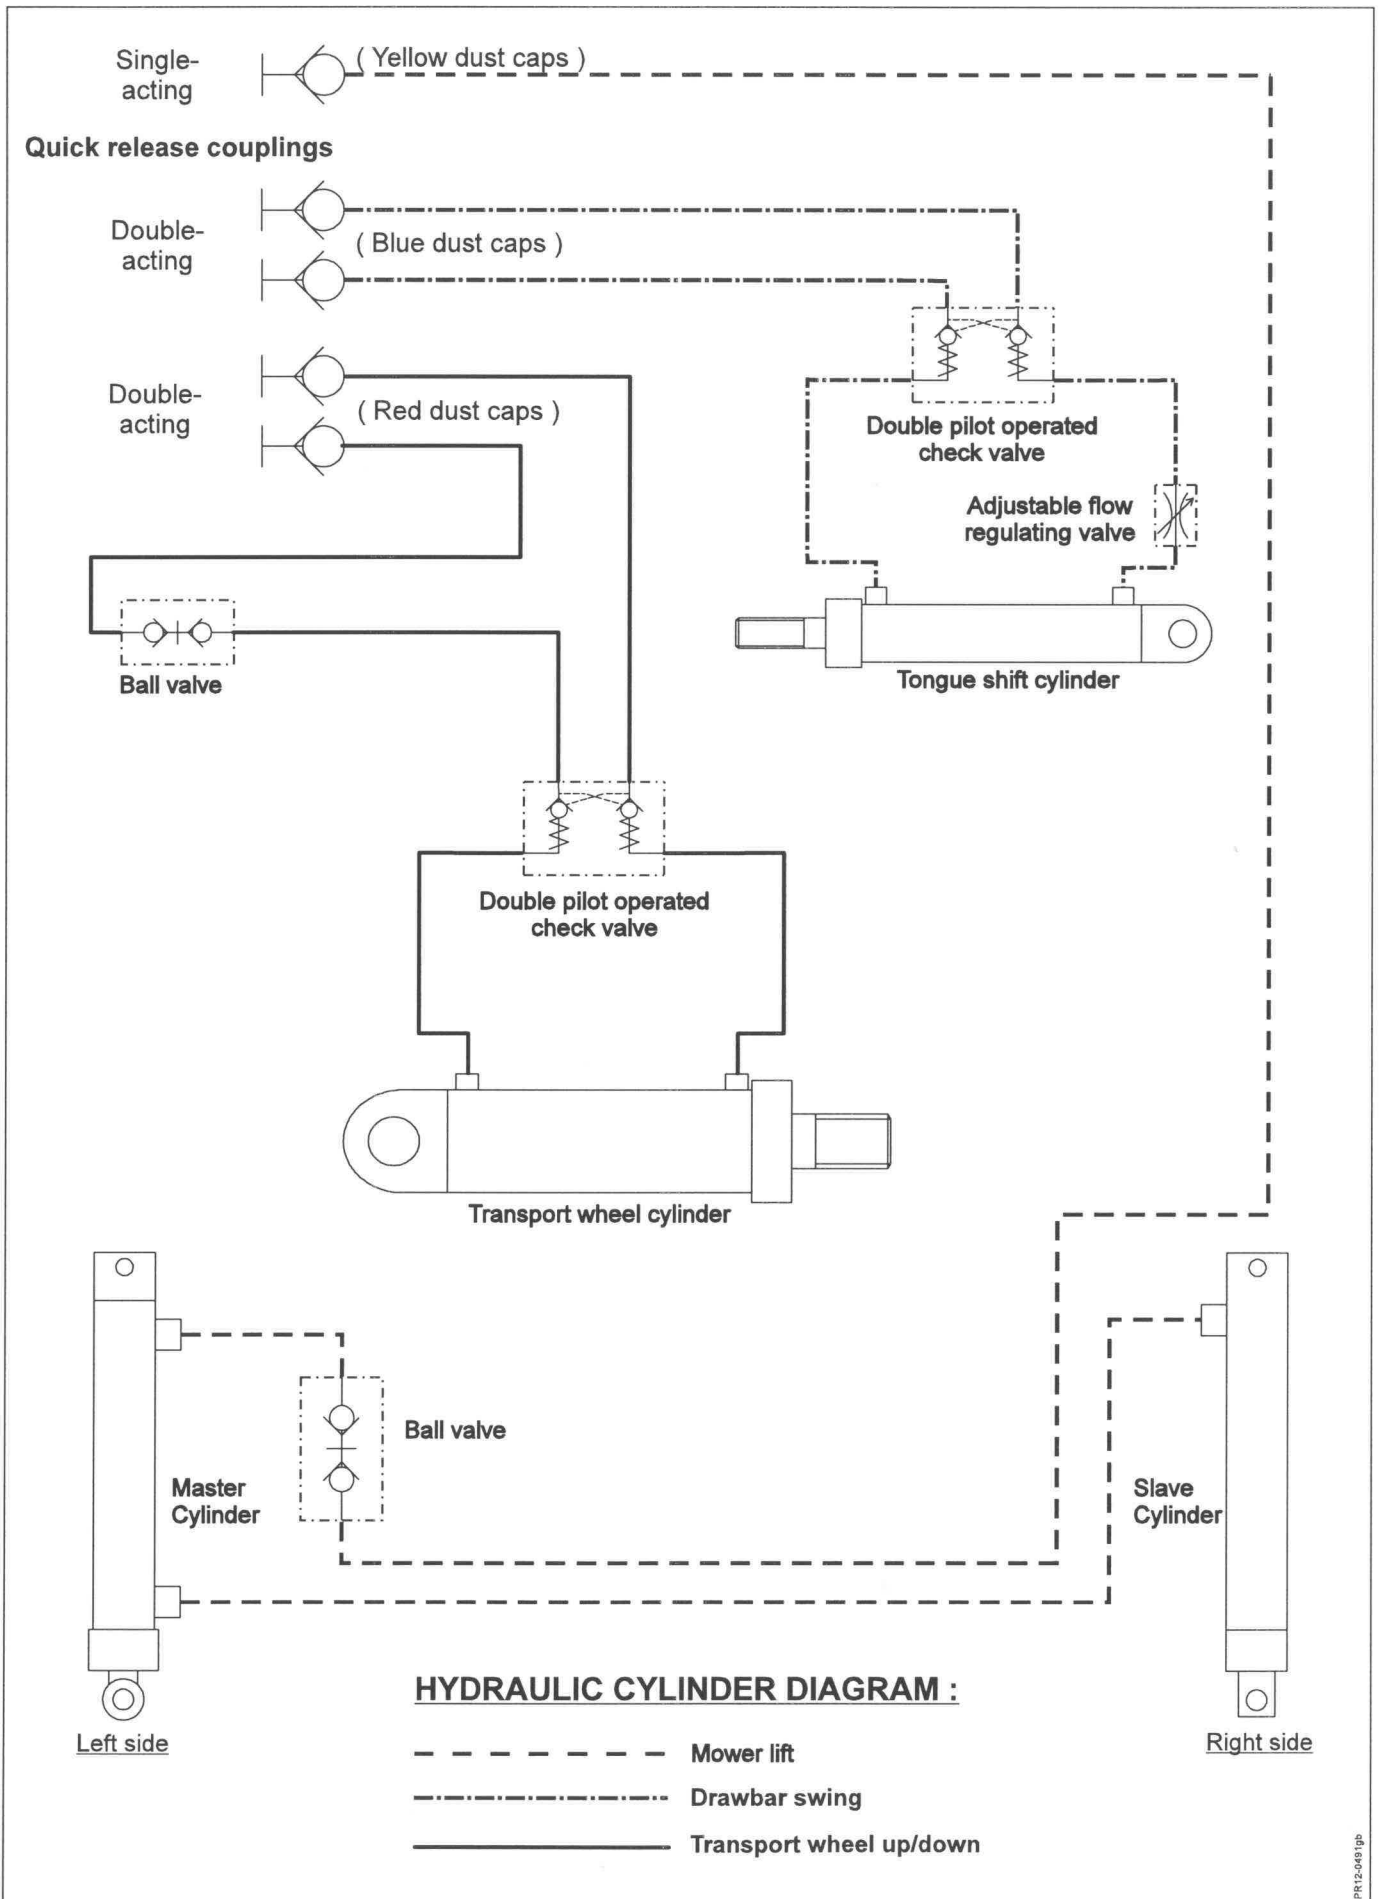 Single-
acting
( Yellow dust caps )
Quick release couplings
Double-
acting
( Blue dust caps )
Double-
acting
( Red dust caps )
Double pilot operated
check valve
Adjustable flow
regulating valve
Ball valve
Tongue shift cylinder
Double pilot operated
check valve
Transport wheel cylinder
Ball valve
Master
Cylinder
Slave
Cylinder
Left side
Right side
HYDRAULIC CYLINDER DIAGRAM :
Mower lift
Drawbar swing
Transport wheel up/down
PR12-0491gb